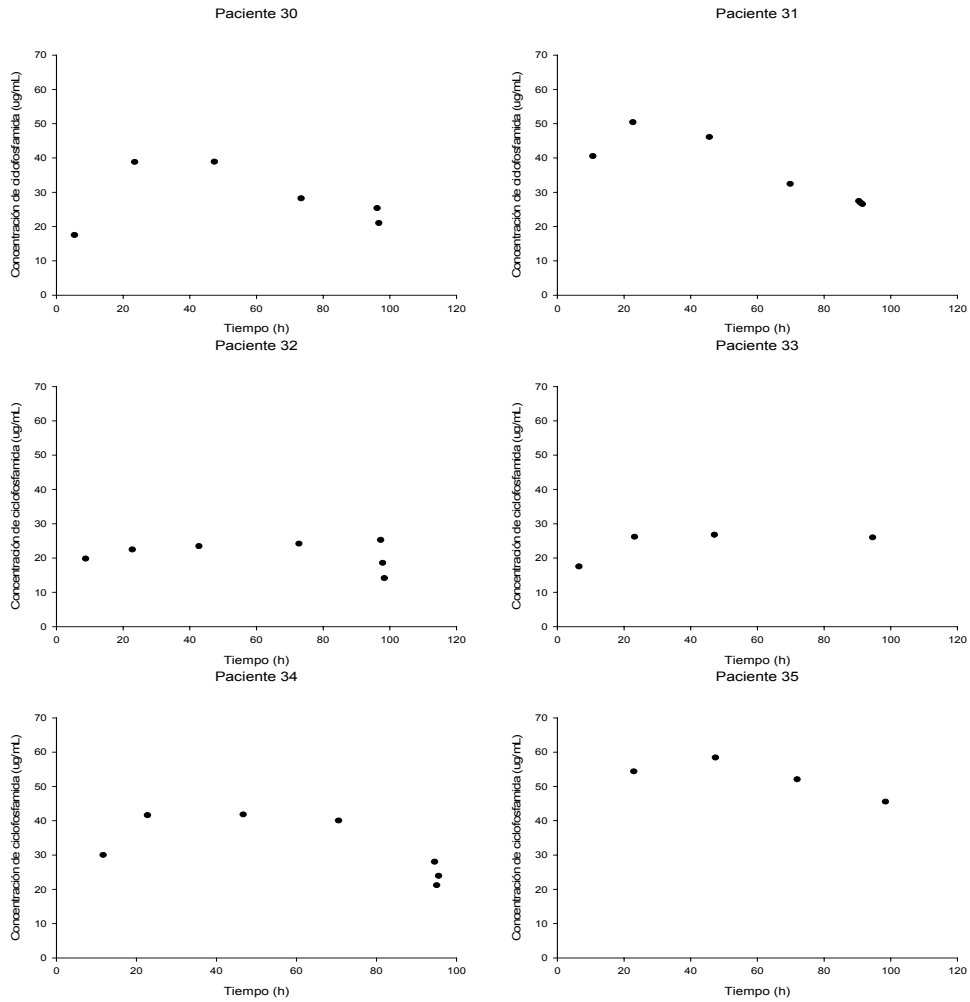 Paciente 30
Concentración de ciclofosfamida (ug/mL)
70
60
50
40
30
20
10
0
0 20 40 60 80 100 120
Tiempo (h)
Paciente 31
Concentración de ciclofosfamida (ug/mL)
70
60
50
40
30
20
10
0
0 20 40 60 80 100 120
Tiempo (h)
Paciente 32
Concentración de ciclofosfamida (ug/mL)
70
60
50
40
30
20
10
0
0 20 40 60 80 100 120
Tiempo (h)
Paciente 33
Concentración de ciclofosfamida (ug/mL)
70
60
50
40
30
20
10
0
0 20 40 60 80 100 120
Tiempo (h)
Paciente 34
Concentración de ciclofosfamida (ug/mL)
70
60
50
40
30
20
10
0
0 20 40 60 80 100
Tiempo (h)
Paciente 35
Concentración de ciclofosfamida (ug/mL)
70
60
50
40
30
20
10
0
0 20 40 60 80 100 120
Tiempo (h)